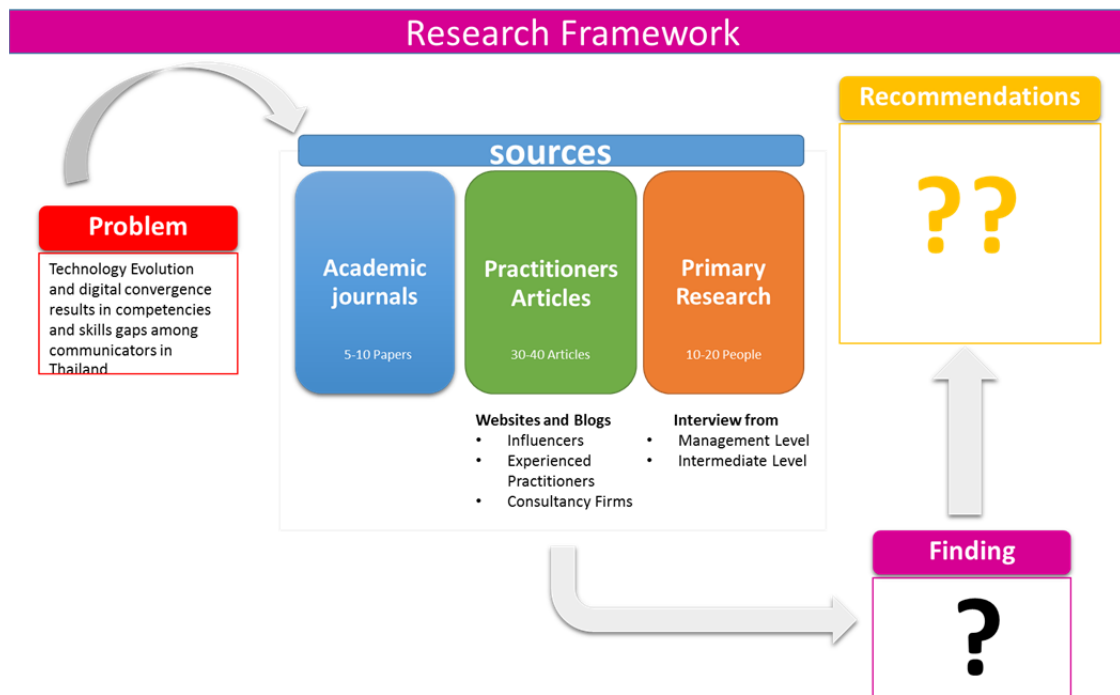 Research Framework
Problem
Technology Evolution
and digital convergence
results in competencies
and skills gaps among
communicators in
Thailand
sources
Academic
journals
5-10 Papers
Practitioners
Articles
30-40 Articles
Primary
Research
10-20 People
Websites and Blogs
• Influencers
• Experienced
Practitioners
• Consultancy Firms
Interview from
• Management Level
• Intermediate Level
Recommendations
??
Finding
?